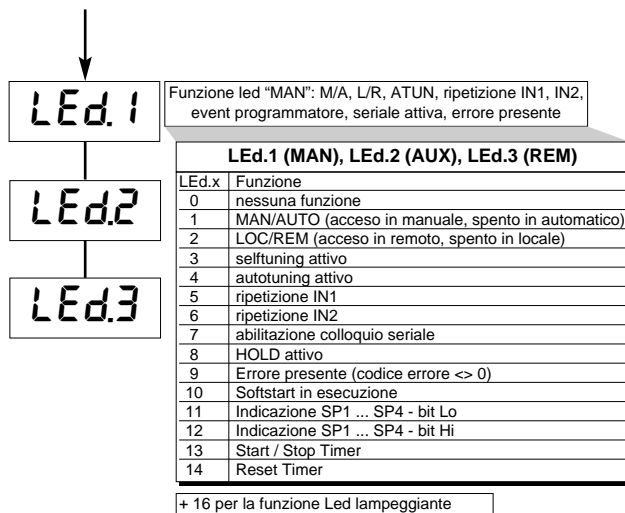 LEd.1
Funzione led “MAN”: M/A, L/R, ATUN, ripetizione IN1, IN2,
event programmatore, seriale attiva, errore presente
LEd.2
LEd.3
LEd.1 (MAN), LEd.2 (AUX), LEd.3 (REM)
LEd.x Funzione
0 nessuna funzione
1 MAN/AUTO (acceso in manuale, spento in automatico)
2 LOC/REM (acceso in remoto, spento in locale)
3 selftuning attivo
4 autotuning attivo
5 ripetizione IN1
6 ripetizione IN2
7 abilitazione colloquio seriale
8 HOLD attivo
9 Errore presente (codice errore <> 0)
10 Softstart in esecuzione
11 Indicazione SP1 ... SP4 - bit Lo
12 Indicazione SP1 ... SP4 - bit Hi
13 Start / Stop Timer
14 Reset Timer
+ 16 per la funzione Led lampeggiante